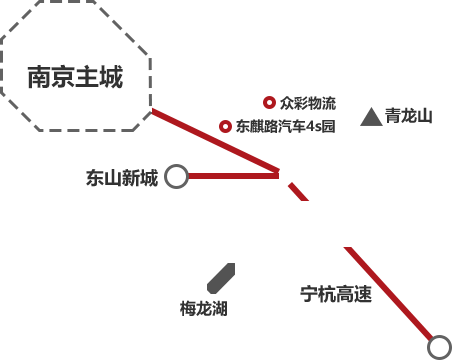 南京主城
众彩物流
东麒路汽车4s园
青龙山
东山新城
宁杭高速
梅龙湖